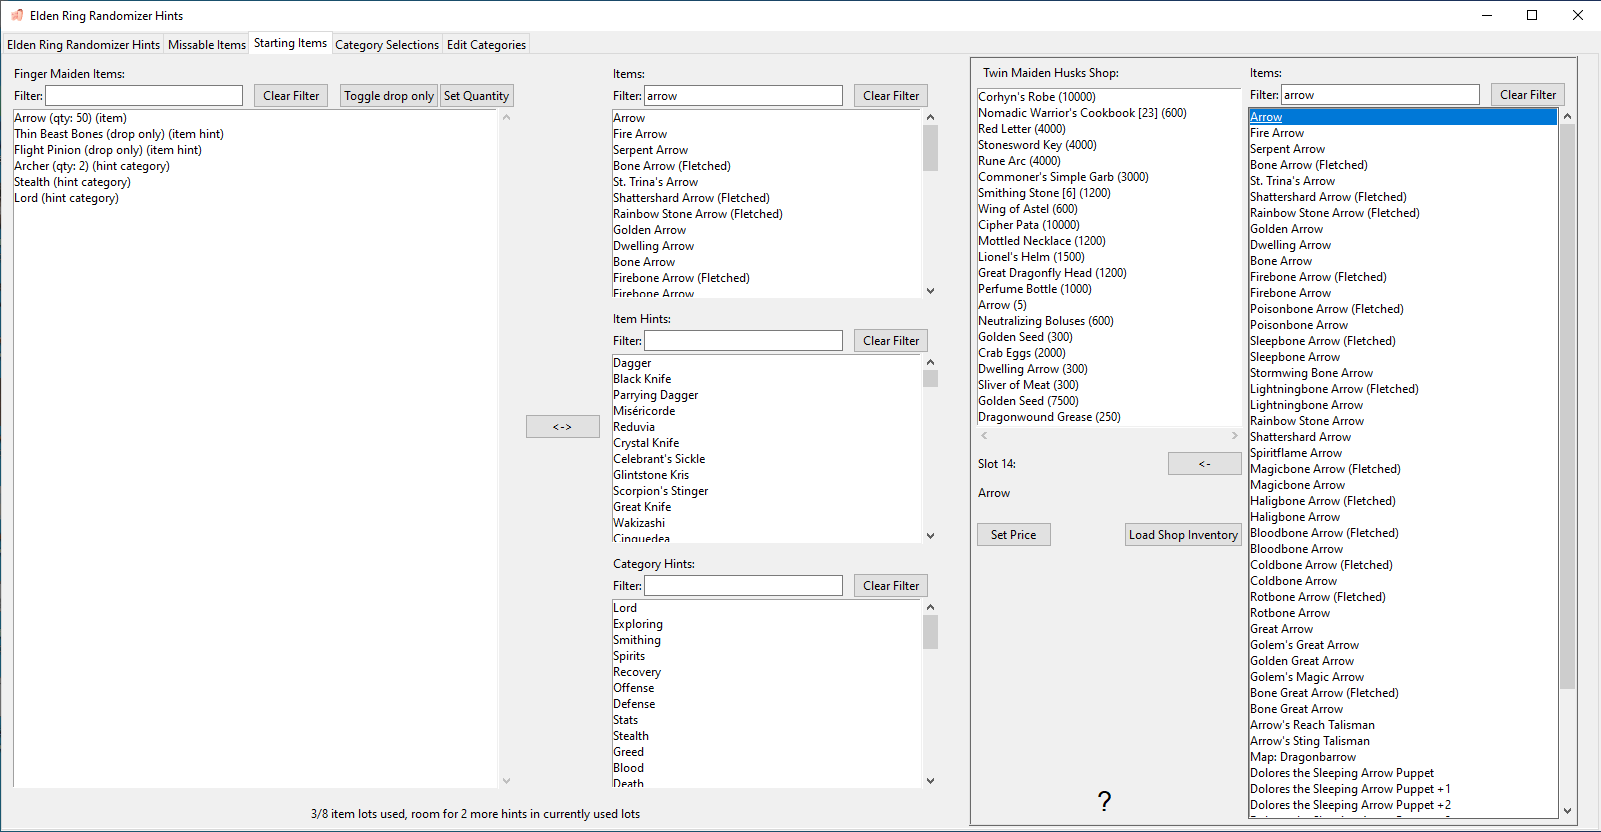 Elden Ring Randomizer Hints
Elden Ring Randomizer Hints
Missable Items
Starting Items
Category Selections
Edit Categories
Finger Maiden Items:
Filter:
Clear Filter
Toggle drop only
Set Quantity
Arrow (qty: 50) (item)
Thin Beast Bones (drop only) (item hint)
Flight Pinion (drop only) (item hint)
Archer (qty: 2) (hint category)
Stealth (hint category)
Lord (hint category)
<->
Items:
Filter: arrow
Clear Filter
Arrow
Fire Arrow
Serpent Arrow
Bone Arrow (Fletched)
St. Trina's Arrow
Shattershard Arrow (Fletched)
Rainbow Stone Arrow (Fletched)
Golden Arrow
Dwelling Arrow
Bone Arrow
Firebone Arrow (Fletched)
Firebone Arrow
Item Hints:
Filter:
Clear Filter
Dagger
Black Knife
Parrying Dagger
Miséricorde
Reduvia
Crystal Knife
Celebrant's Sickle
Glintstone Kris
Scorpion's Stinger
Great Knife
Wakizashi
Cinquedea
Category Hints:
Filter:
Clear Filter
Lord
Exploring
Smithing
Spirits
Recovery
Offense
Defense
Stats
Stealth
Greed
Blood
Death
3/8 item lots used, room for 2 more hints in currently used lots
Twin Maiden Husks Shop:
Corhyn's Robe (10000)
Nomadic Warrior's Cookbook [23] (600)
Red Letter (4000)
Stonesword Key (4000)
Rune Arc (4000)
Commoner's Simple Garb (3000)
Smithing Stone [6] (1200)
Wing of Astel (600)
Cipher Pata (10000)
Mottled Necklace (1200)
Lionel's Helm (1500)
Great Dragonfly Head (1200)
Perfume Bottle (1000)
Arrow (5)
Neutralizing Boluses (600)
Golden Seed (300)
Crab Eggs (2000)
Dwelling Arrow (300)
Sliver of Meat (300)
Golden Seed (7500)
Dragonwound Grease (250)
Slot 14:
<-
Arrow
Set Price
Load Shop Inventory
?
Items:
Filter: arrow
Clear Filter
Arrow
Fire Arrow
Serpent Arrow
Bone Arrow (Fletched)
St. Trina's Arrow
Shattershard Arrow (Fletched)
Rainbow Stone Arrow (Fletched)
Golden Arrow
Dwelling Arrow
Bone Arrow
Firebone Arrow (Fletched)
Firebone Arrow
Poisonbone Arrow (Fletched)
Poisonbone Arrow
Sleepbone Arrow (Fletched)
Sleepbone Arrow
Stormwing Bone Arrow
Lightningbone Arrow (Fletched)
Lightningbone Arrow
Rainbow Stone Arrow
Shattershard Arrow
Spiritflame Arrow
Magicbone Arrow (Fletched)
Magicbone Arrow
Haligbone Arrow (Fletched)
Haligbone Arrow
Bloodbone Arrow (Fletched)
Bloodbone Arrow
Coldbone Arrow (Fletched)
Coldbone Arrow
Rotbone Arrow (Fletched)
Rotbone Arrow
Great Arrow
Golem's Great Arrow
Golden Great Arrow
Golem's Magic Arrow
Bone Great Arrow (Fletched)
Bone Great Arrow
Arrow's Reach Talisman
Arrow's Sting Talisman
Map: Dragonbarrow
Dolores the Sleeping Arrow Puppet
Dolores the Sleeping Arrow Puppet +1
Dolores the Sleeping Arrow Puppet +2